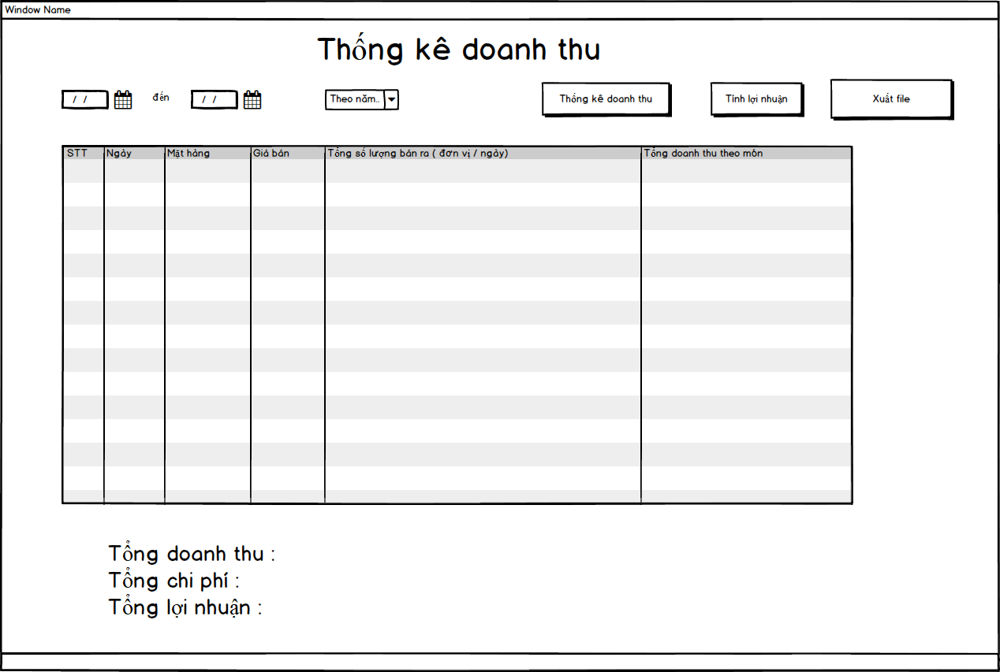 Window Name
Thống kê doanh thu
/ / đến / / Theo năm.. Thống kê doanh thu Tính lợi nhuận Xuất file
STT Ngày Mặt hàng Giá bán Tổng số lượng bán ra ( đơn vị / ngày) Tổng doanh thu theo món
Tổng doanh thu :
Tổng chi phí :
Tổng lợi nhuận :